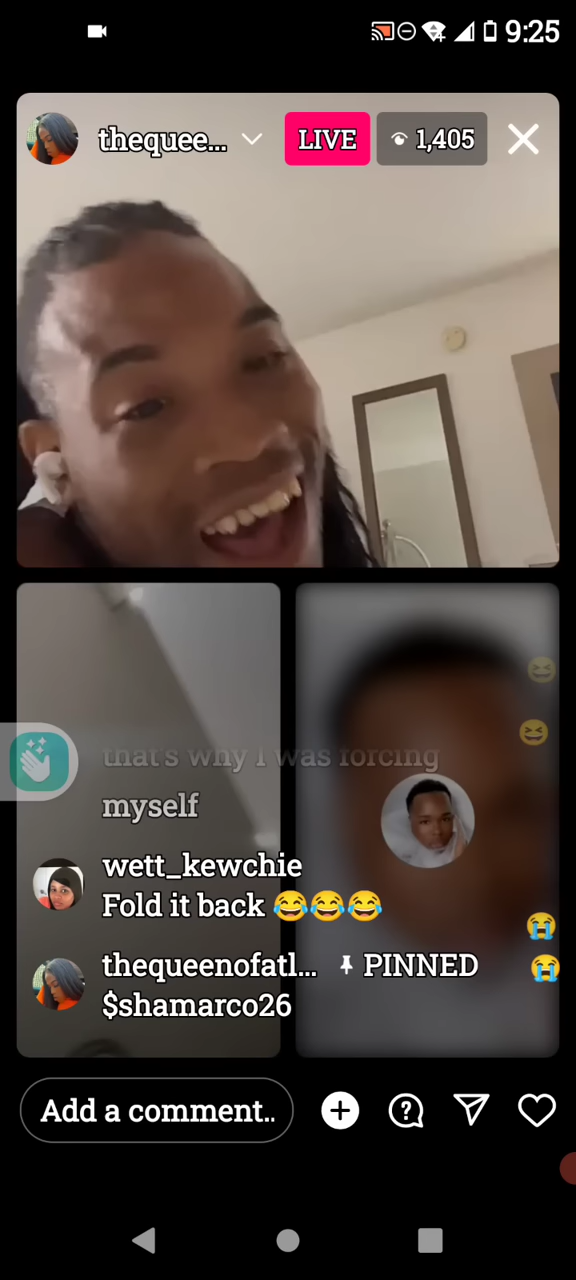 9:25
thequee...
LIVE
1,405
that's why I was forcing
myself
wett_kewchie
Fold it back 😂😂😂
thequeenofatl... PINNED
$shamarco26
Add a comment..